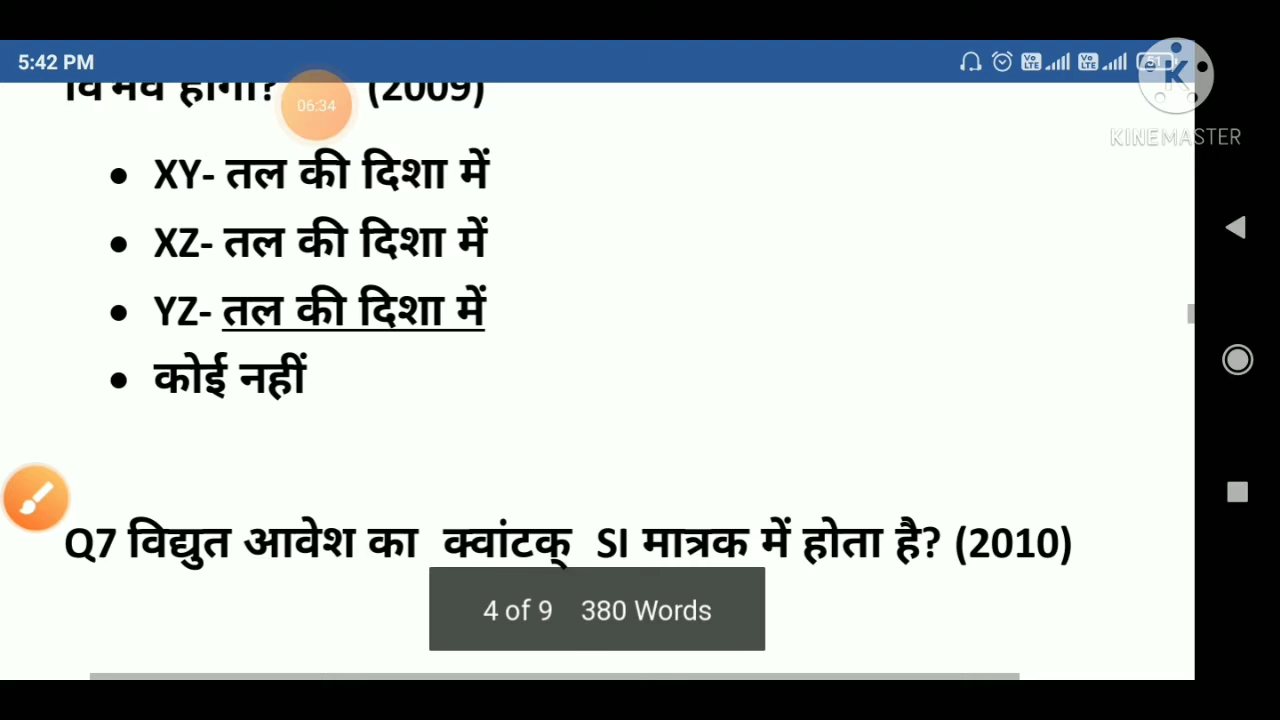 5:42 PM
विभव होगा? (2009)
06:34
KINEMASTER
• XY- तल की दिशा में
• XZ- तल की दिशा में
• YZ- तल की दिशा में
• कोई नहीं
Q7 विद्युत आवेश का क्वांटक् SI मात्रक में होता है? (2010)
4 of 9 380 Words